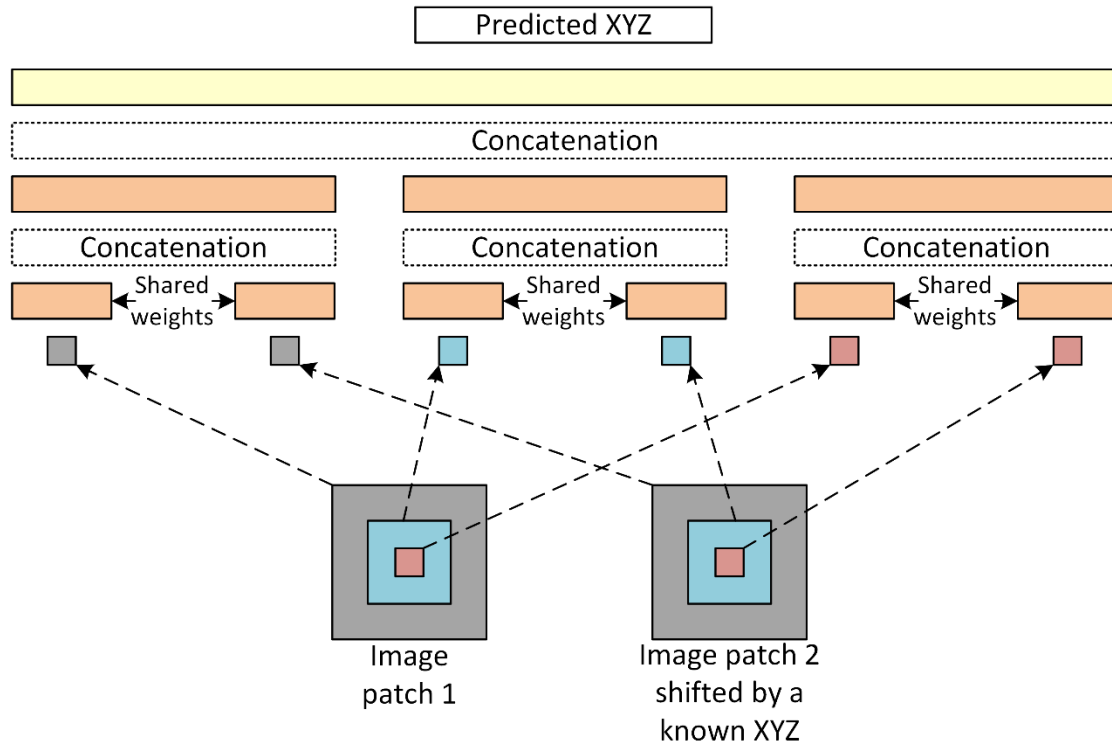 Predicted XYZ
Concatenation
Concatenation
Concatenation
Concatenation
Shared
weights
Shared
weights
Shared
weights
Image
patch 1
Image patch 2
shifted by a
known XYZ